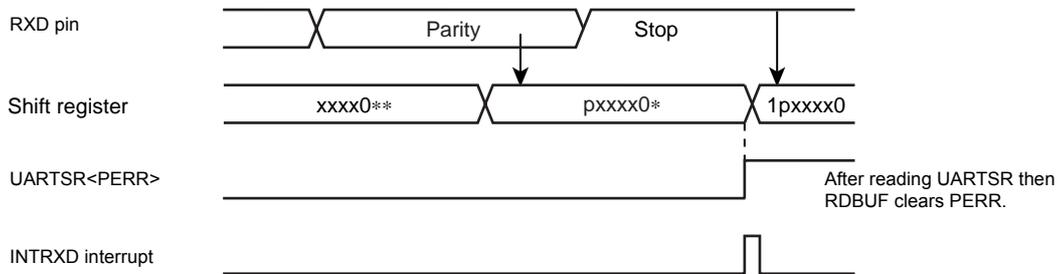 RXD pin
Parity
Stop
Shift register
xxxx0**
pxxxx0*
1pxxxx0
UARTSR<PERR>
After reading UARTSR then
RDBUF clears PERR.
INTRXD interrupt